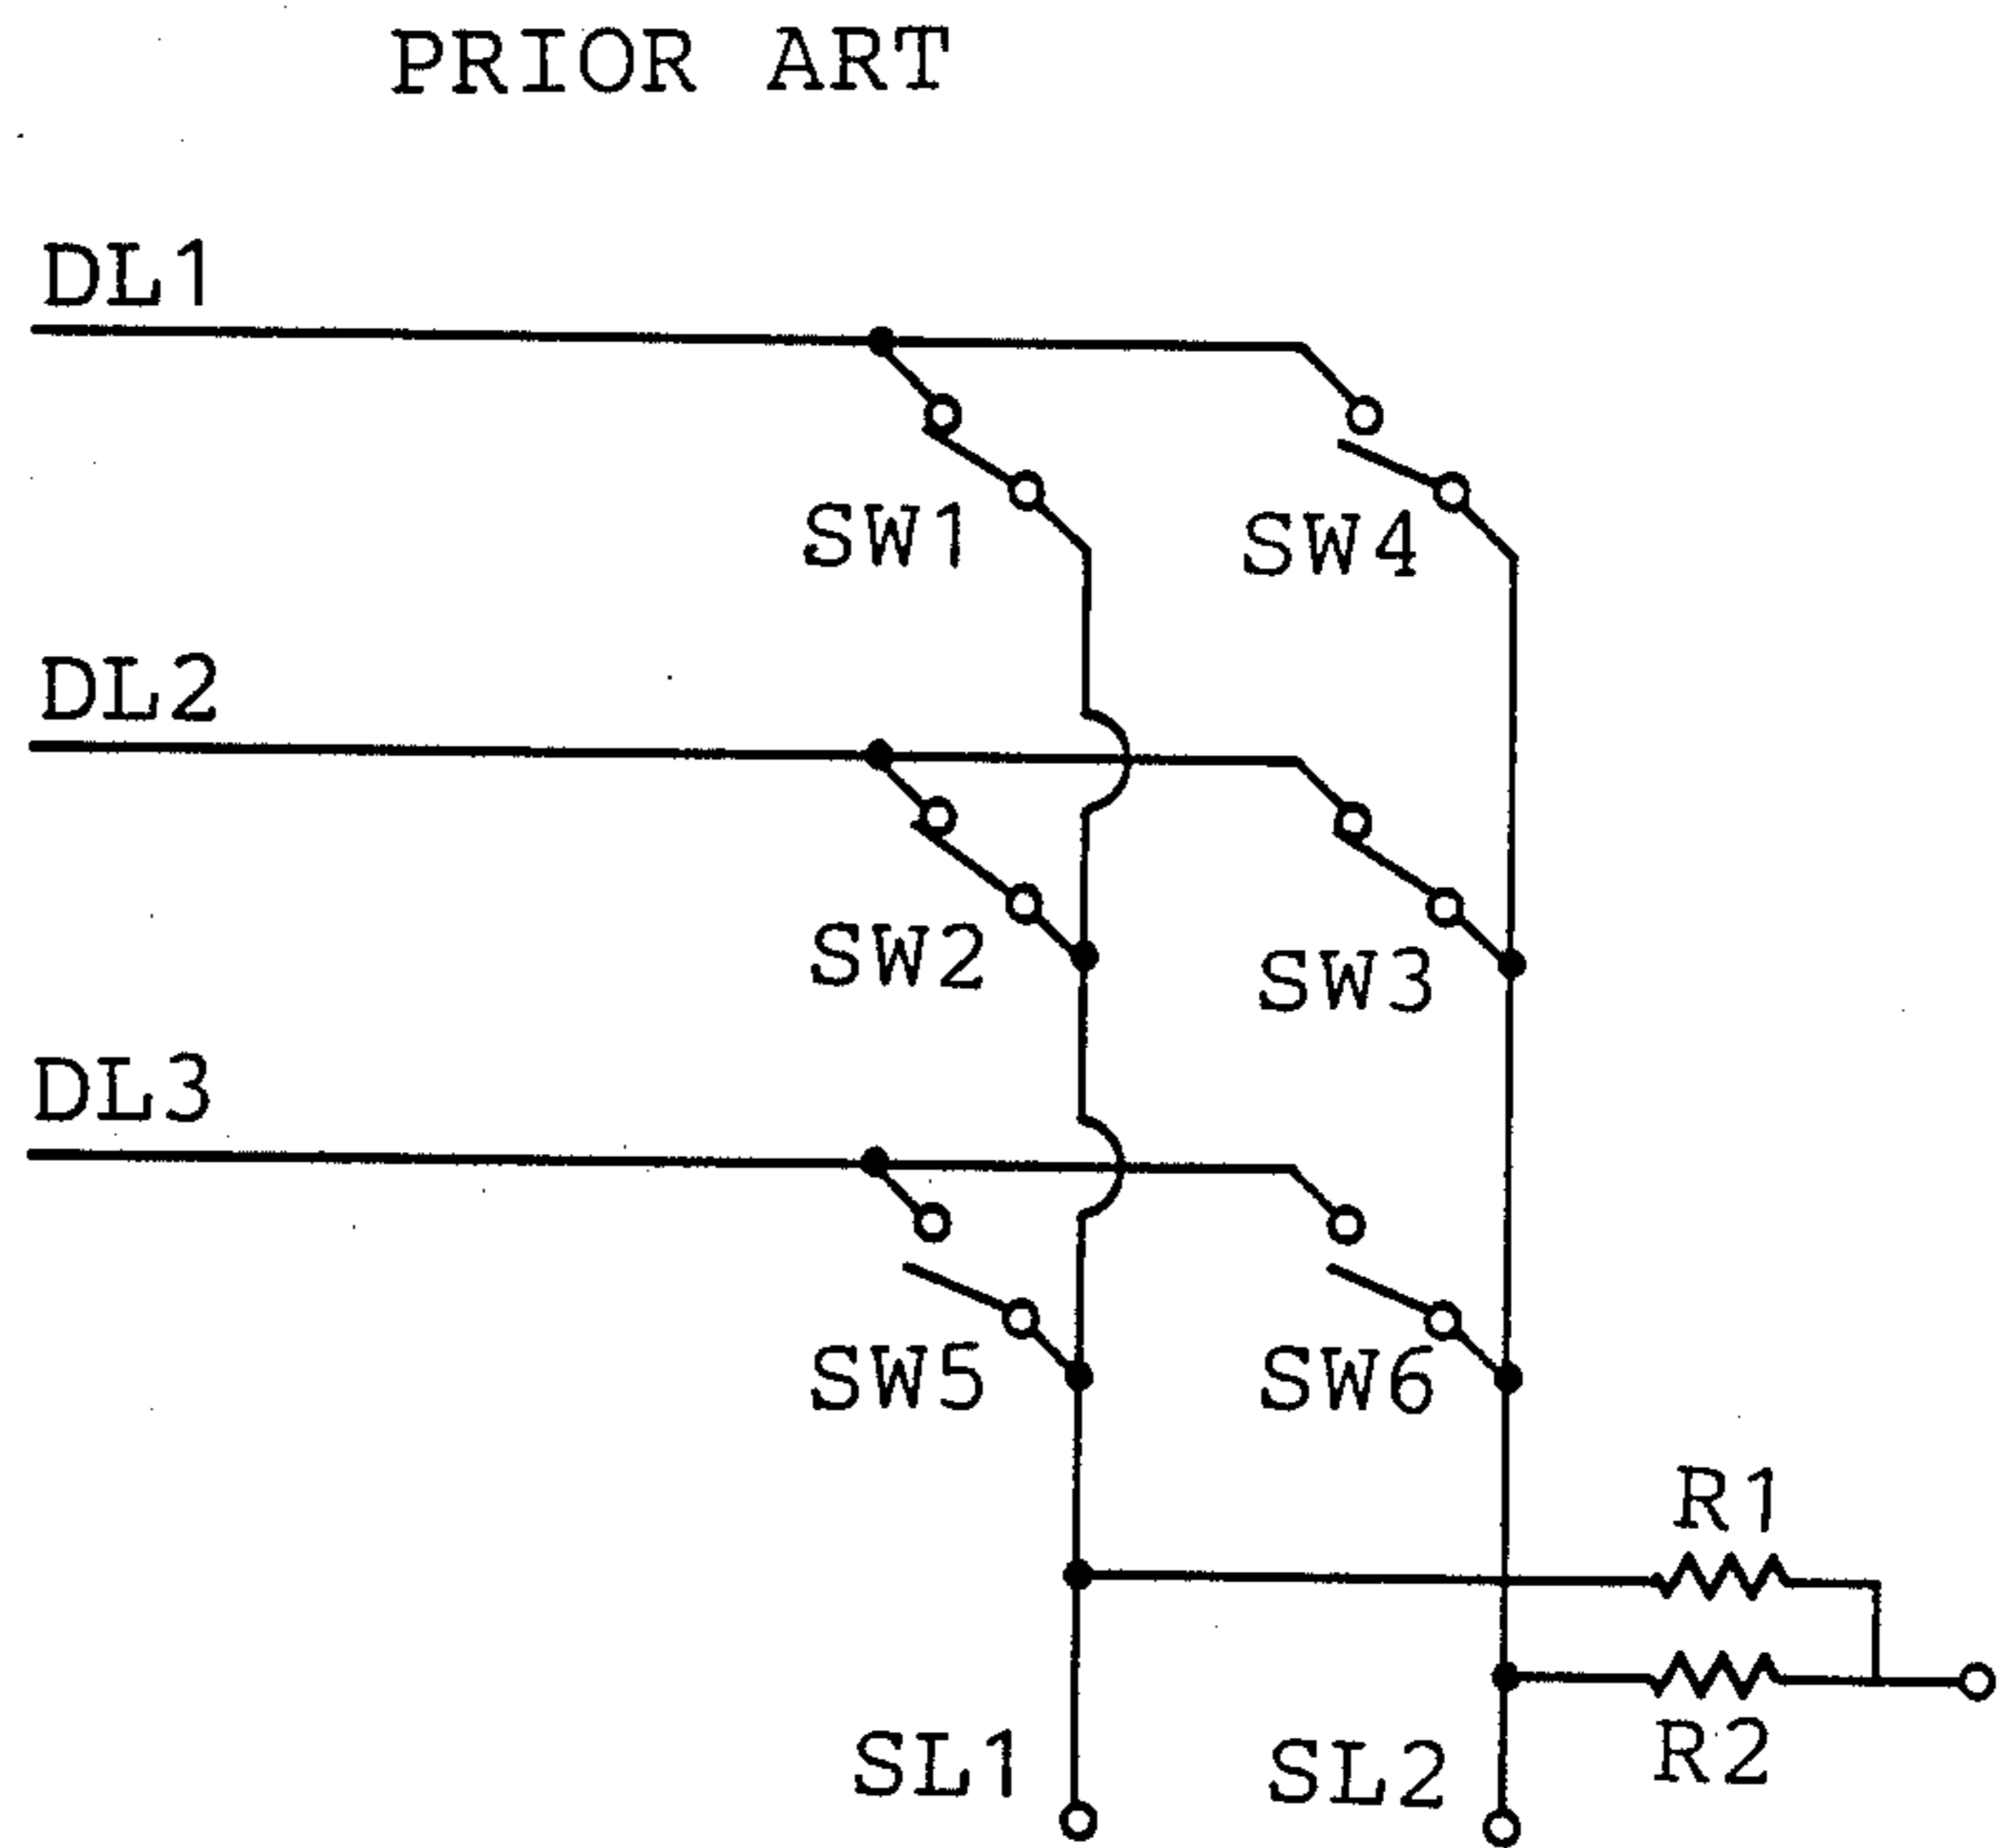 PRIOR ART
DL1
SW1
SW4
DL2
SW2
SW3
DL3
SW5
SW6
R1
R2
SL1
SL2